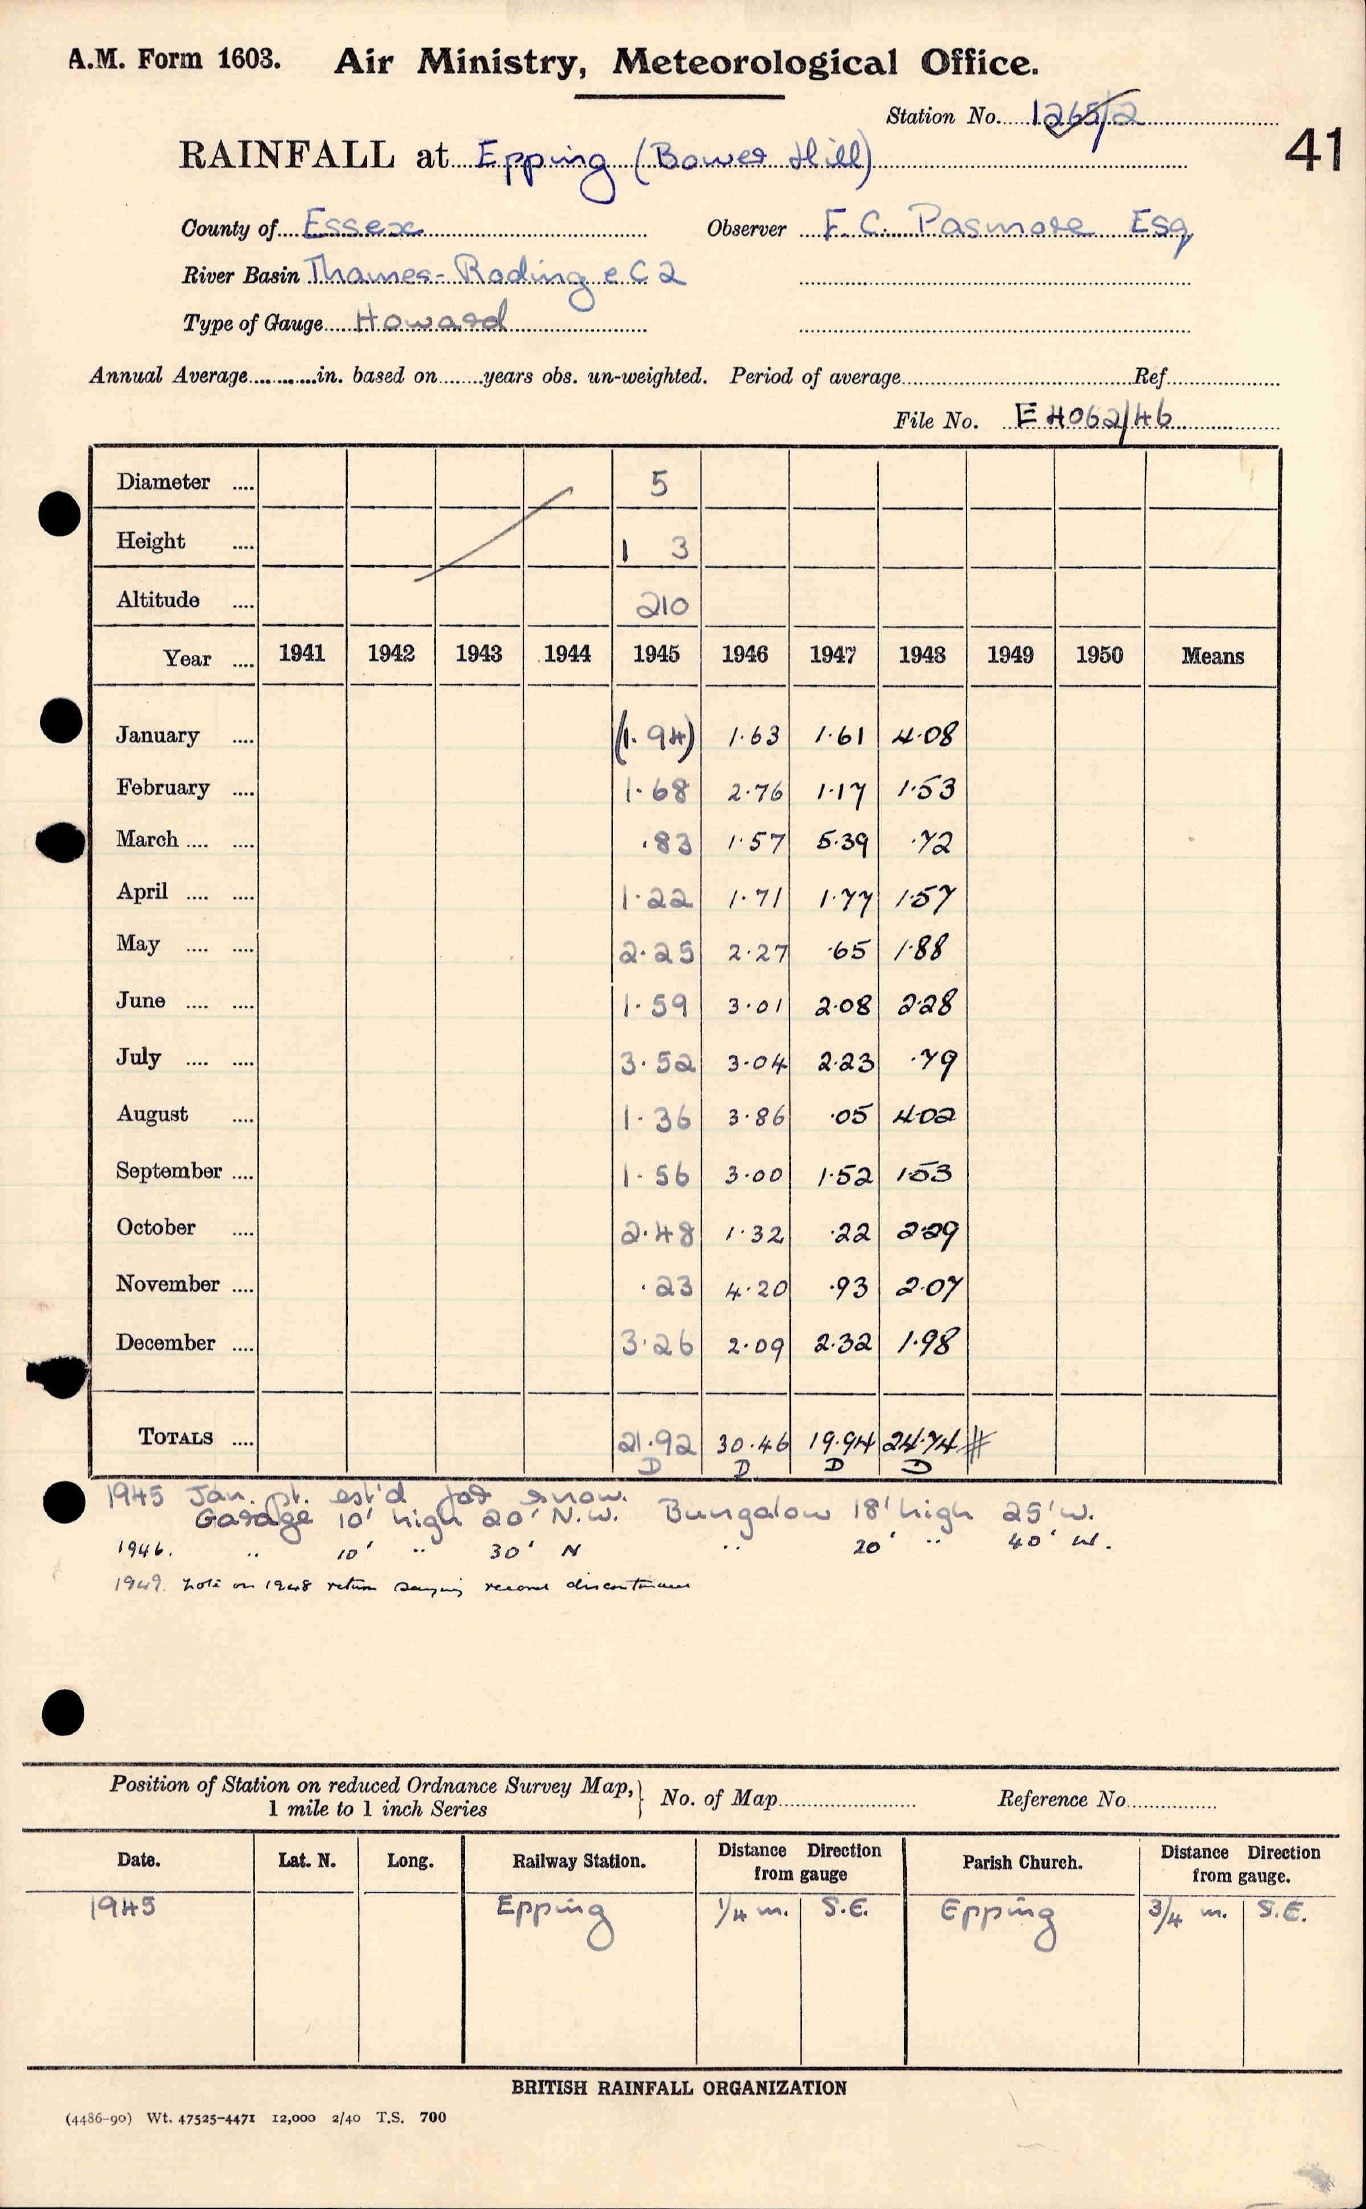 A.M. Form 1603. Air Ministry, Meteorological Office.
Station No. 1265/2
41
RAINFALL at Epping (Bower Hill)
County of Essex Observer F. C. Pasmore Esq
River Basin Thames - Roding e C 2
Type of Gauge Howard
Annual Average............in. based on.......years obs. un-weighted. Period of average..........Ref..........
File No. E 4062/46
Diameter .... 5
Height .... 1 3
Altitude .... 210
Year .... 1941 1942 1943 1944 1945 1946 1947 1948 1949 1950 Means
January .... (1.94) 1.63 1.61 4.08
February .... 1.68 2.76 1.17 1.53
March .... .... .83 1.57 5.39 .72
April .... .... 1.22 1.71 1.77 1.57
May .... .... 2.25 2.27 .65 1.88
June .... .... 1.59 3.01 2.08 2.28
July .... .... 3.52 3.04 2.23 .79
August .... 1.36 3.86 .05 4.02
September .... 1.56 3.00 1.52 1.53
October .... 2.48 1.32 .22 2.29
November .... .23 4.20 .93 2.07
December .... 3.26 2.09 2.32 1.98
TOTALS .... 21.92 30.46 19.94 24.74 #
D D D D
1945 Jan. pt. est'd for snow.
Garage 10' high 20' N.W. Bungalow 18' high 25' W.
1946. " 10' " 30' N " 20' " 40' W.
1949. Note on 1948 return saying record discontinued
Position of Station on reduced Ordnance Survey Map, } No. of Map.......... Reference No..........
1 mile to 1 inch Series
Date. Lat. N. Long. Railway Station. Distance Direction from gauge Parish Church. Distance Direction from gauge.
1945 Epping 1/4 m. S.E. Epping 3/4 m. S.E.
BRITISH RAINFALL ORGANIZATION
(4486-90) Wt. 47525-4471 12,000 2/40 T.S. 700